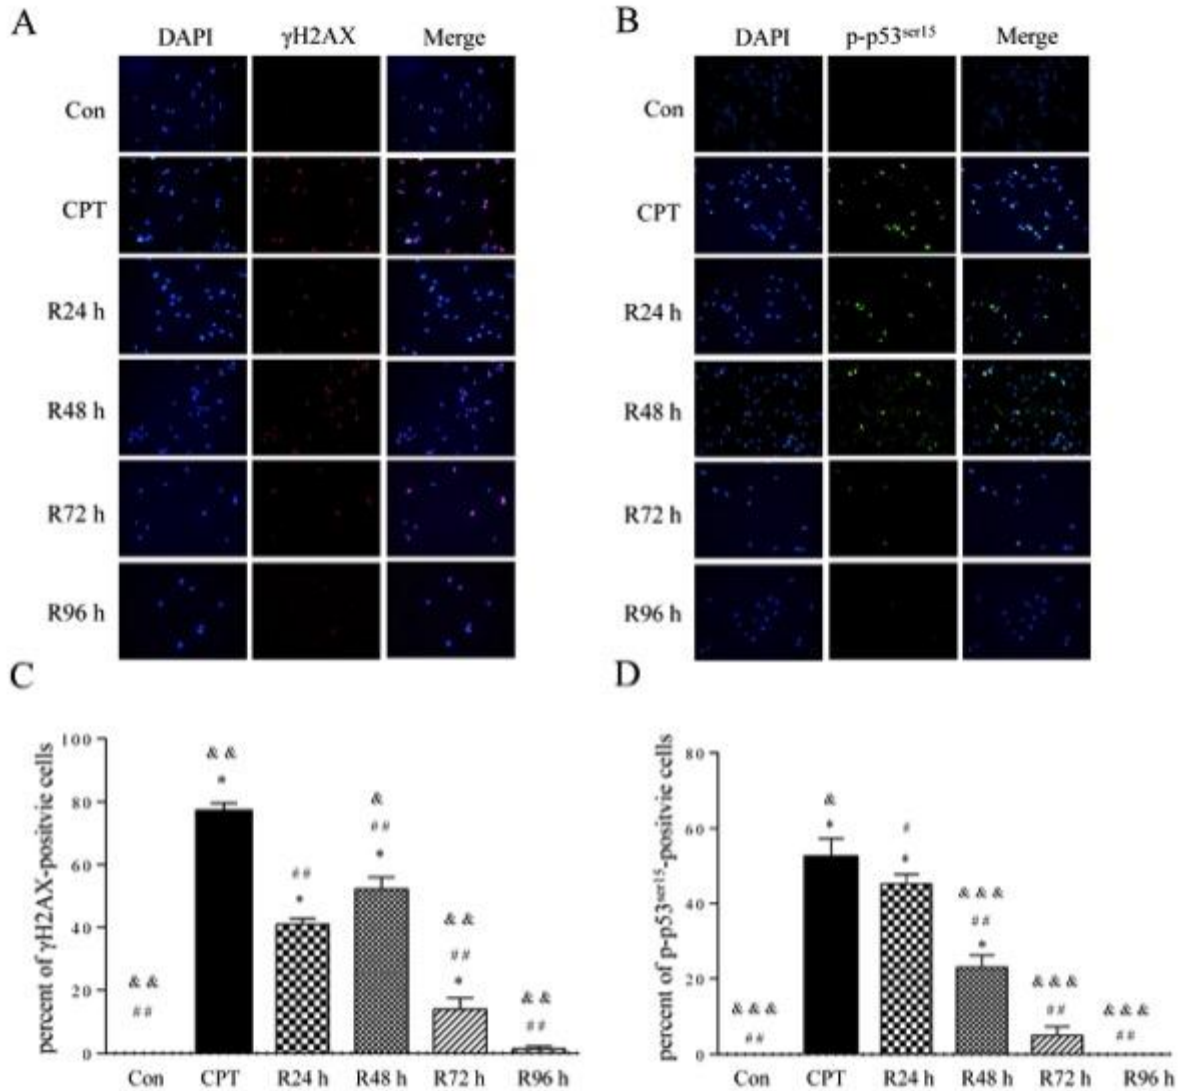 A
DAPI γH2AX Merge
Con
CPT
R24 h
R48 h
R72 h
R96 h
B
DAPI p-p53ser15 Merge
Con
CPT
R24 h
R48 h
R72 h
R96 h
C
percent of γH2AX-positvie cells
100
80
60
40
20
0
& &
##
& &
*
##
*
&
##
*
& &
##
*
& &
##
Con CPT R24 h R48 h R72 h R96 h
D
percent of p-p53ser15-positvie cells
80
60
40
20
0
& & &
##
&
*
#
*
& & &
##
*
& & &
##
& & &
##
Con CPT R24 h R48 h R72 h R96 h